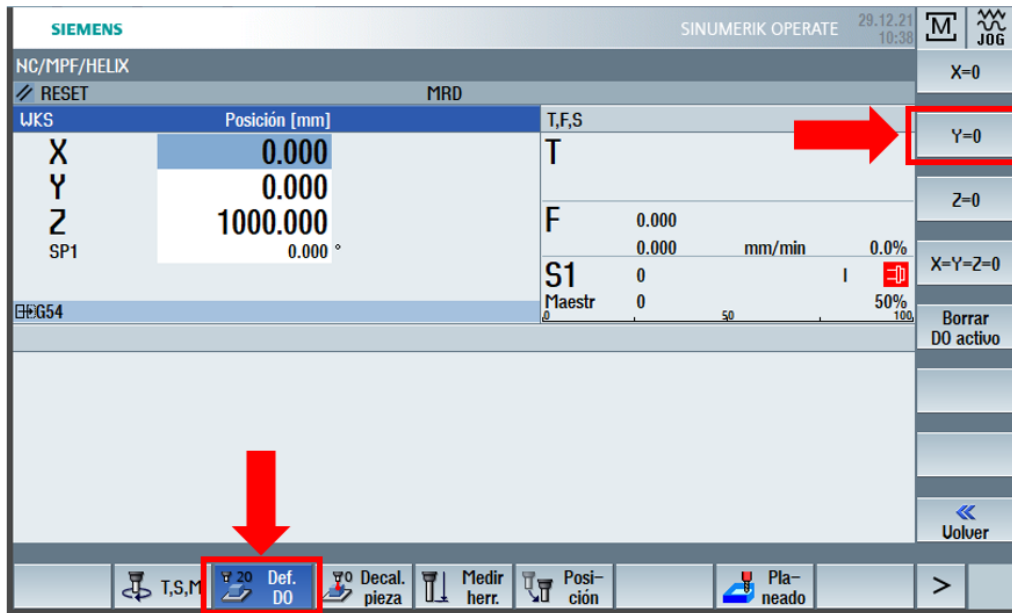 SIEMENS
SINUMERIK OPERATE
29.12.21
10:38
M
JOG
NC/MPF/HELIX
RESET
MRD
WKS
Posición [mm]
X
0.000
Y
0.000
Z
1000.000
SP1
0.000 °
G54
T,F,S
T
F
0.000
0.000 mm/min 0.0%
S1
0
I
Maestr
0
50%
0 50 100
X=0
Y=0
Z=0
X=Y=Z=0
Borrar
DO activo
Volver
T,S,M
20
Def.
DO
0
Decal.
pieza
Medir
herr.
Posi-
ción
Pla-
neado
>